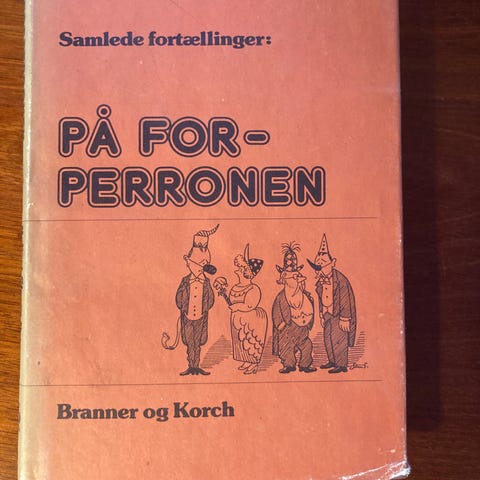 Samlede fortællinger:
PÅ FOR-
PERRONEN
Branner og Korch